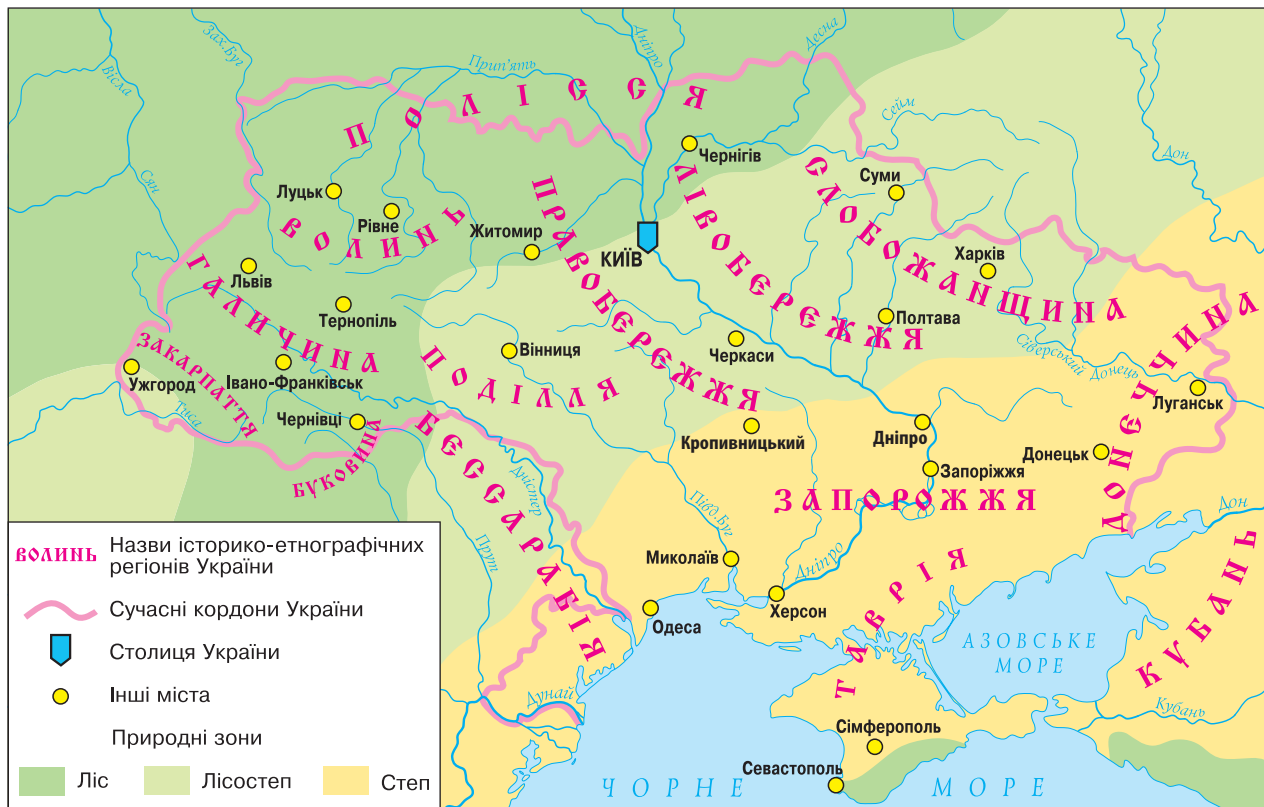 Вісла
Зах.Буг
Прип'ять
Дніпро
Десна
Сейм
Дон
Сян
ПОЛІССЯ
Чернігів
Суми
Луцьк
Рівне
ВОЛИНЬ
Житомир
КИЇВ
ПРАВОБЕРЕЖЖЯ
ЛІВОБЕРЕЖЖЯ
СЛОБОЖАНЩИНА
Харків
Львів
ГАЛИЧИНА
Тернопіль
Полтава
ЗАКАРПАТТЯ
Ужгород
Івано-Франківськ
Вінниця
Черкаси
ПОДІЛЛЯ
Сіверський Донець
Луганськ
ДОНЕЧЧИНА
Тиса
Чернівці
БУКОВИНА
БЕССАРАБІЯ
Кропивницький
Дніпро
Донецьк
Запоріжжя
ЗАПОРОЖЖЯ
Дністер
Півд.Буг
Прут
Дон
Миколаїв
Дніпро
Херсон
Одеса
ТАВРІЯ
АЗОВСЬКЕ
МОРЕ
КУБАНЬ
Кубань
Дунай
Сімферополь
Севастополь
ЧОРНЕ МОРЕ
ВОЛИНЬ Назви історико-етнографічних
регіонів України
Сучасні кордони України
Столиця України
Інші міста
Природні зони
Ліс Лісостеп Степ